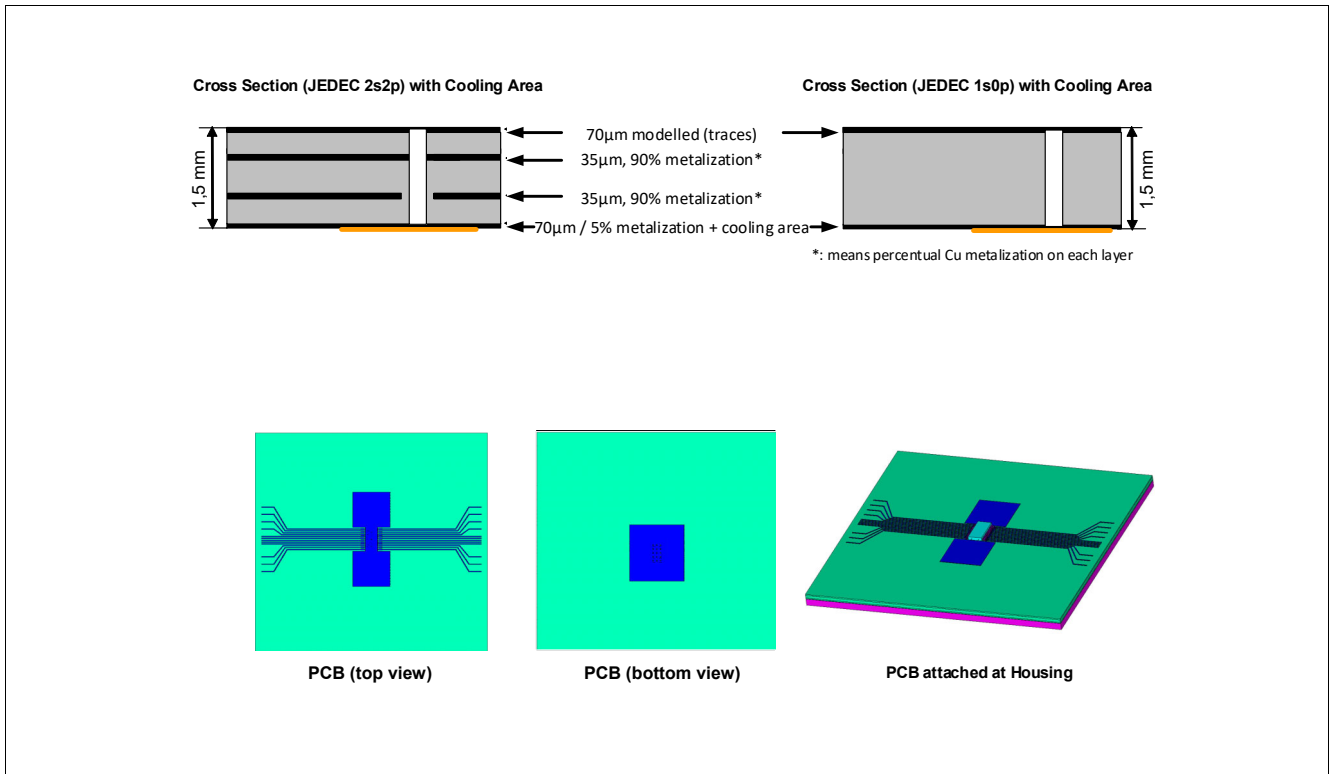 Cross Section (JEDEC 2s2p) with Cooling Area
Cross Section (JEDEC 1s0p) with Cooling Area
1,5 mm
70µm modelled (traces)
35µm, 90% metalization*
35µm, 90% metalization*
70µm / 5% metalization + cooling area
1,5 mm
*: means percentual Cu metalization on each layer
PCB (top view)
PCB (bottom view)
PCB attached at Housing